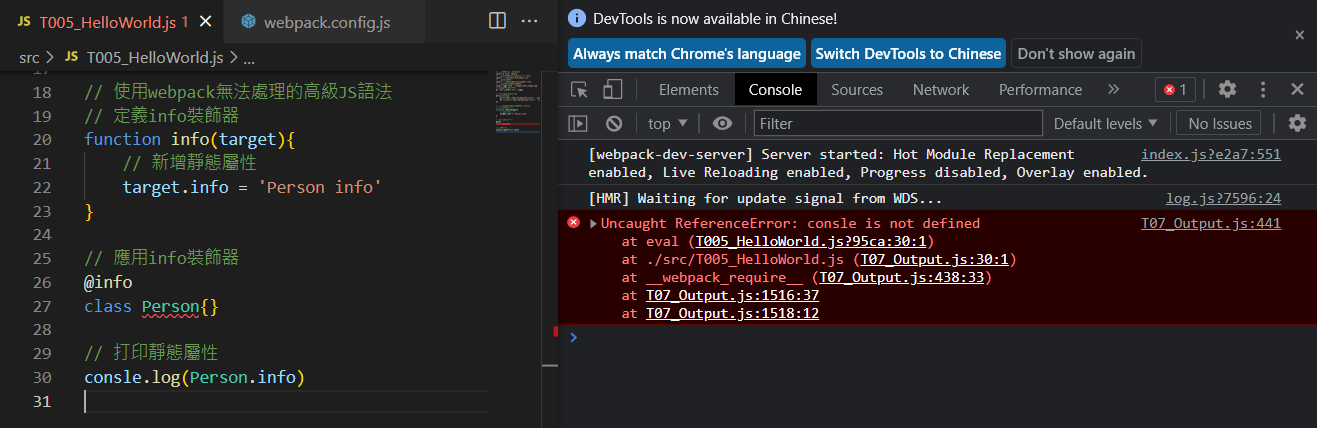 JS T005_HelloWorld.js 1
webpack.config.js
src > JS T005_HelloWorld.js > ...
18 // 使用webpack無法處理的高級JS語法
19 // 定義info裝飾器
20 function info(target){
21 // 新增靜態屬性
22 target.info = 'Person info'
23 }
24
25 // 應用info裝飾器
26 @info
27 class Person{}
28
29 // 打印靜態屬性
30 consle.log(Person.info)
31
DevTools is now available in Chinese!
Always match Chrome's language Switch DevTools to Chinese Don't show again
Elements Console Sources Network Performance » 1
top Filter Default levels No Issues
[webpack-dev-server] Server started: Hot Module Replacement index.js?e2a7:551
enabled, Live Reloading enabled, Progress disabled, Overlay enabled.
[HMR] Waiting for update signal from WDS... log.js?7596:24
Uncaught ReferenceError: consle is not defined T07_Output.js:441
at eval (T005_HelloWorld.js?95ca:30:1)
at ./src/T005_HelloWorld.js (T07_Output.js:30:1)
at __webpack_require__ (T07_Output.js:438:33)
at T07_Output.js:1516:37
at T07_Output.js:1518:12